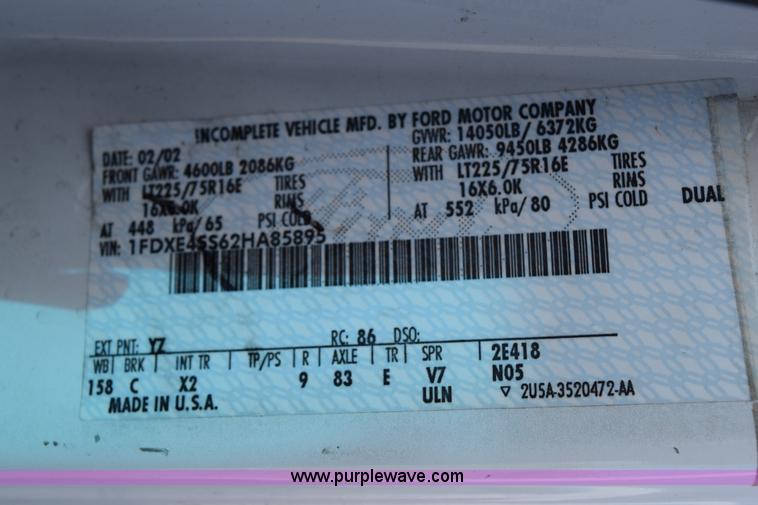 INCOMPLETE VEHICLE MFD. BY FORD MOTOR COMPANY
DATE: 02/02 GVWR: 14050LB/ 6372KG
FRONT GAWR: 4600LB 2086KG REAR GAWR: 9450LB 4286KG
WITH LT225/75R16E TIRES WITH LT225/75R16E TIRES
16X6.0K RIMS 16X6.0K RIMS DUAL
AT 448 kPa/65 PSI COLD AT 552 kPa/80 PSI COLD
VIN: 1FDXE45S62HA85895
EXT PNT: YZ RC: 86 DSO:
WB BRK INT TR TP/PS R AXLE TR SPR 2E418
158 C X2 9 83 E V7 N05
MADE IN U.S.A. ULN ▽ 2U5A-3520472-AA
www.purplewave.com